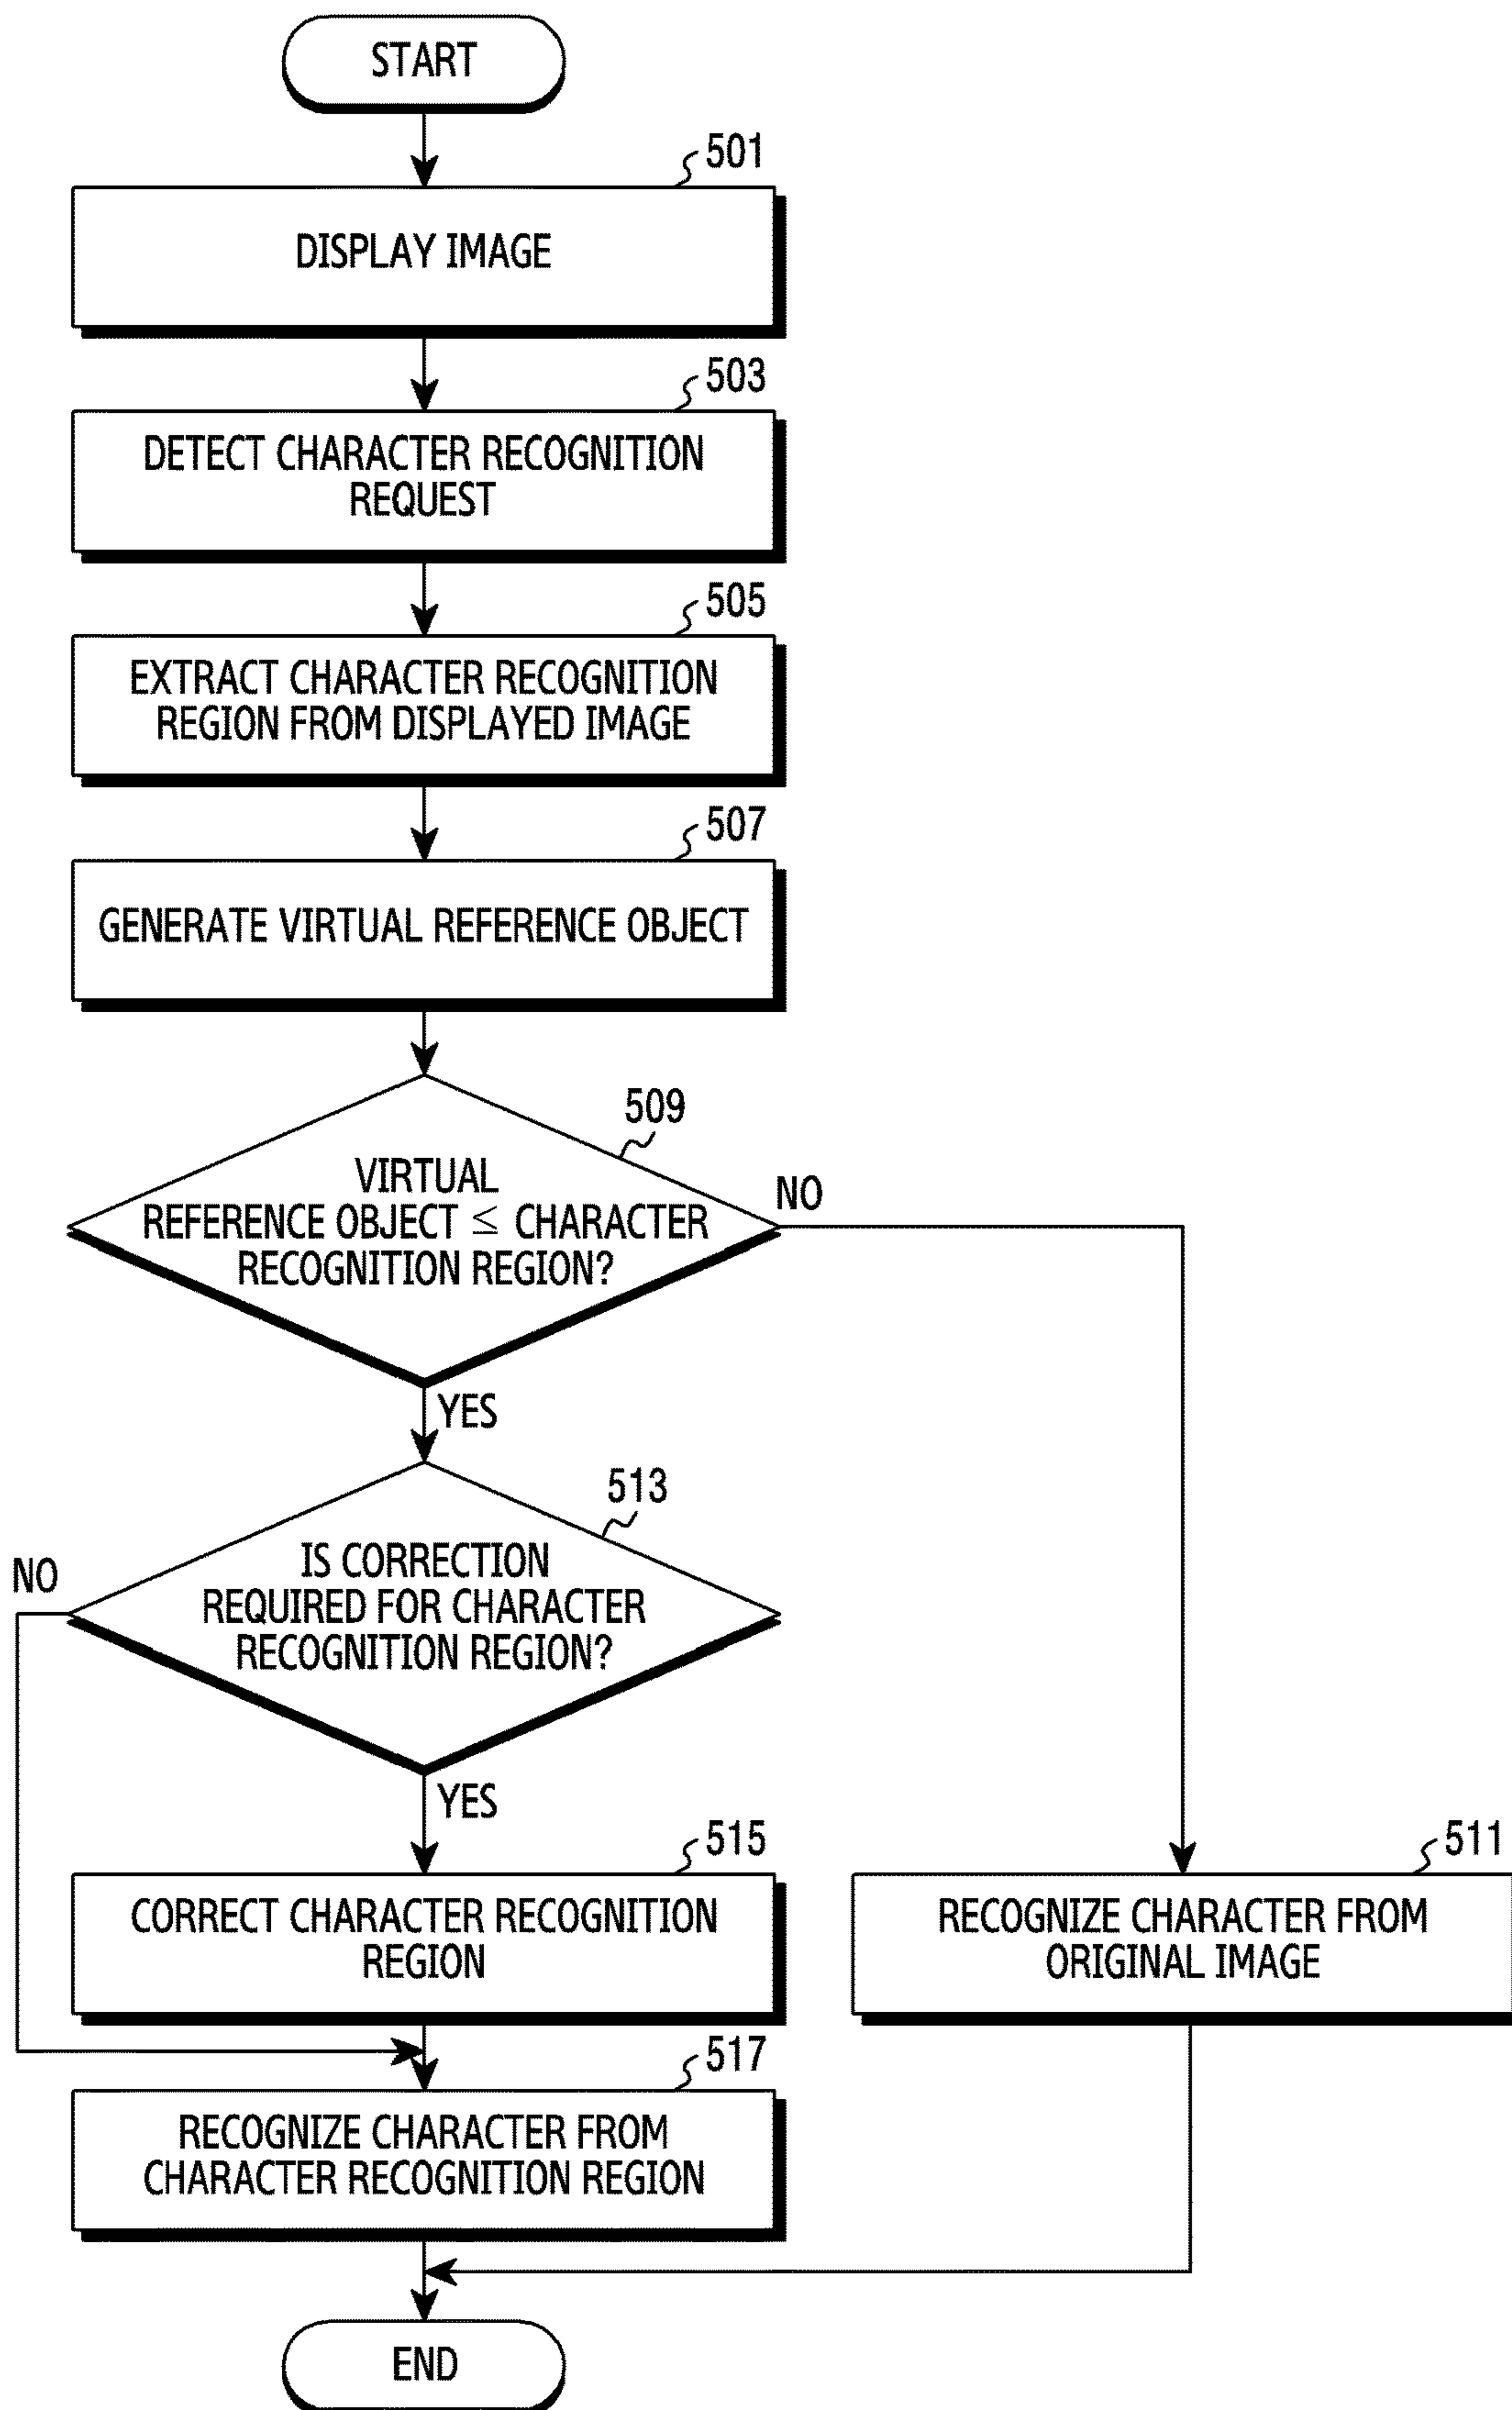 START
501
DISPLAY IMAGE
503
DETECT CHARACTER RECOGNITION
REQUEST
505
EXTRACT CHARACTER RECOGNITION
REGION FROM DISPLAYED IMAGE
507
GENERATE VIRTUAL REFERENCE OBJECT
509
VIRTUAL
REFERENCE OBJECT ≦ CHARACTER
RECOGNITION REGION?
NO
YES
513
IS CORRECTION
REQUIRED FOR CHARACTER
RECOGNITION REGION?
NO
YES
515
CORRECT CHARACTER RECOGNITION
REGION
511
RECOGNIZE CHARACTER FROM
ORIGINAL IMAGE
517
RECOGNIZE CHARACTER FROM
CHARACTER RECOGNITION REGION
END